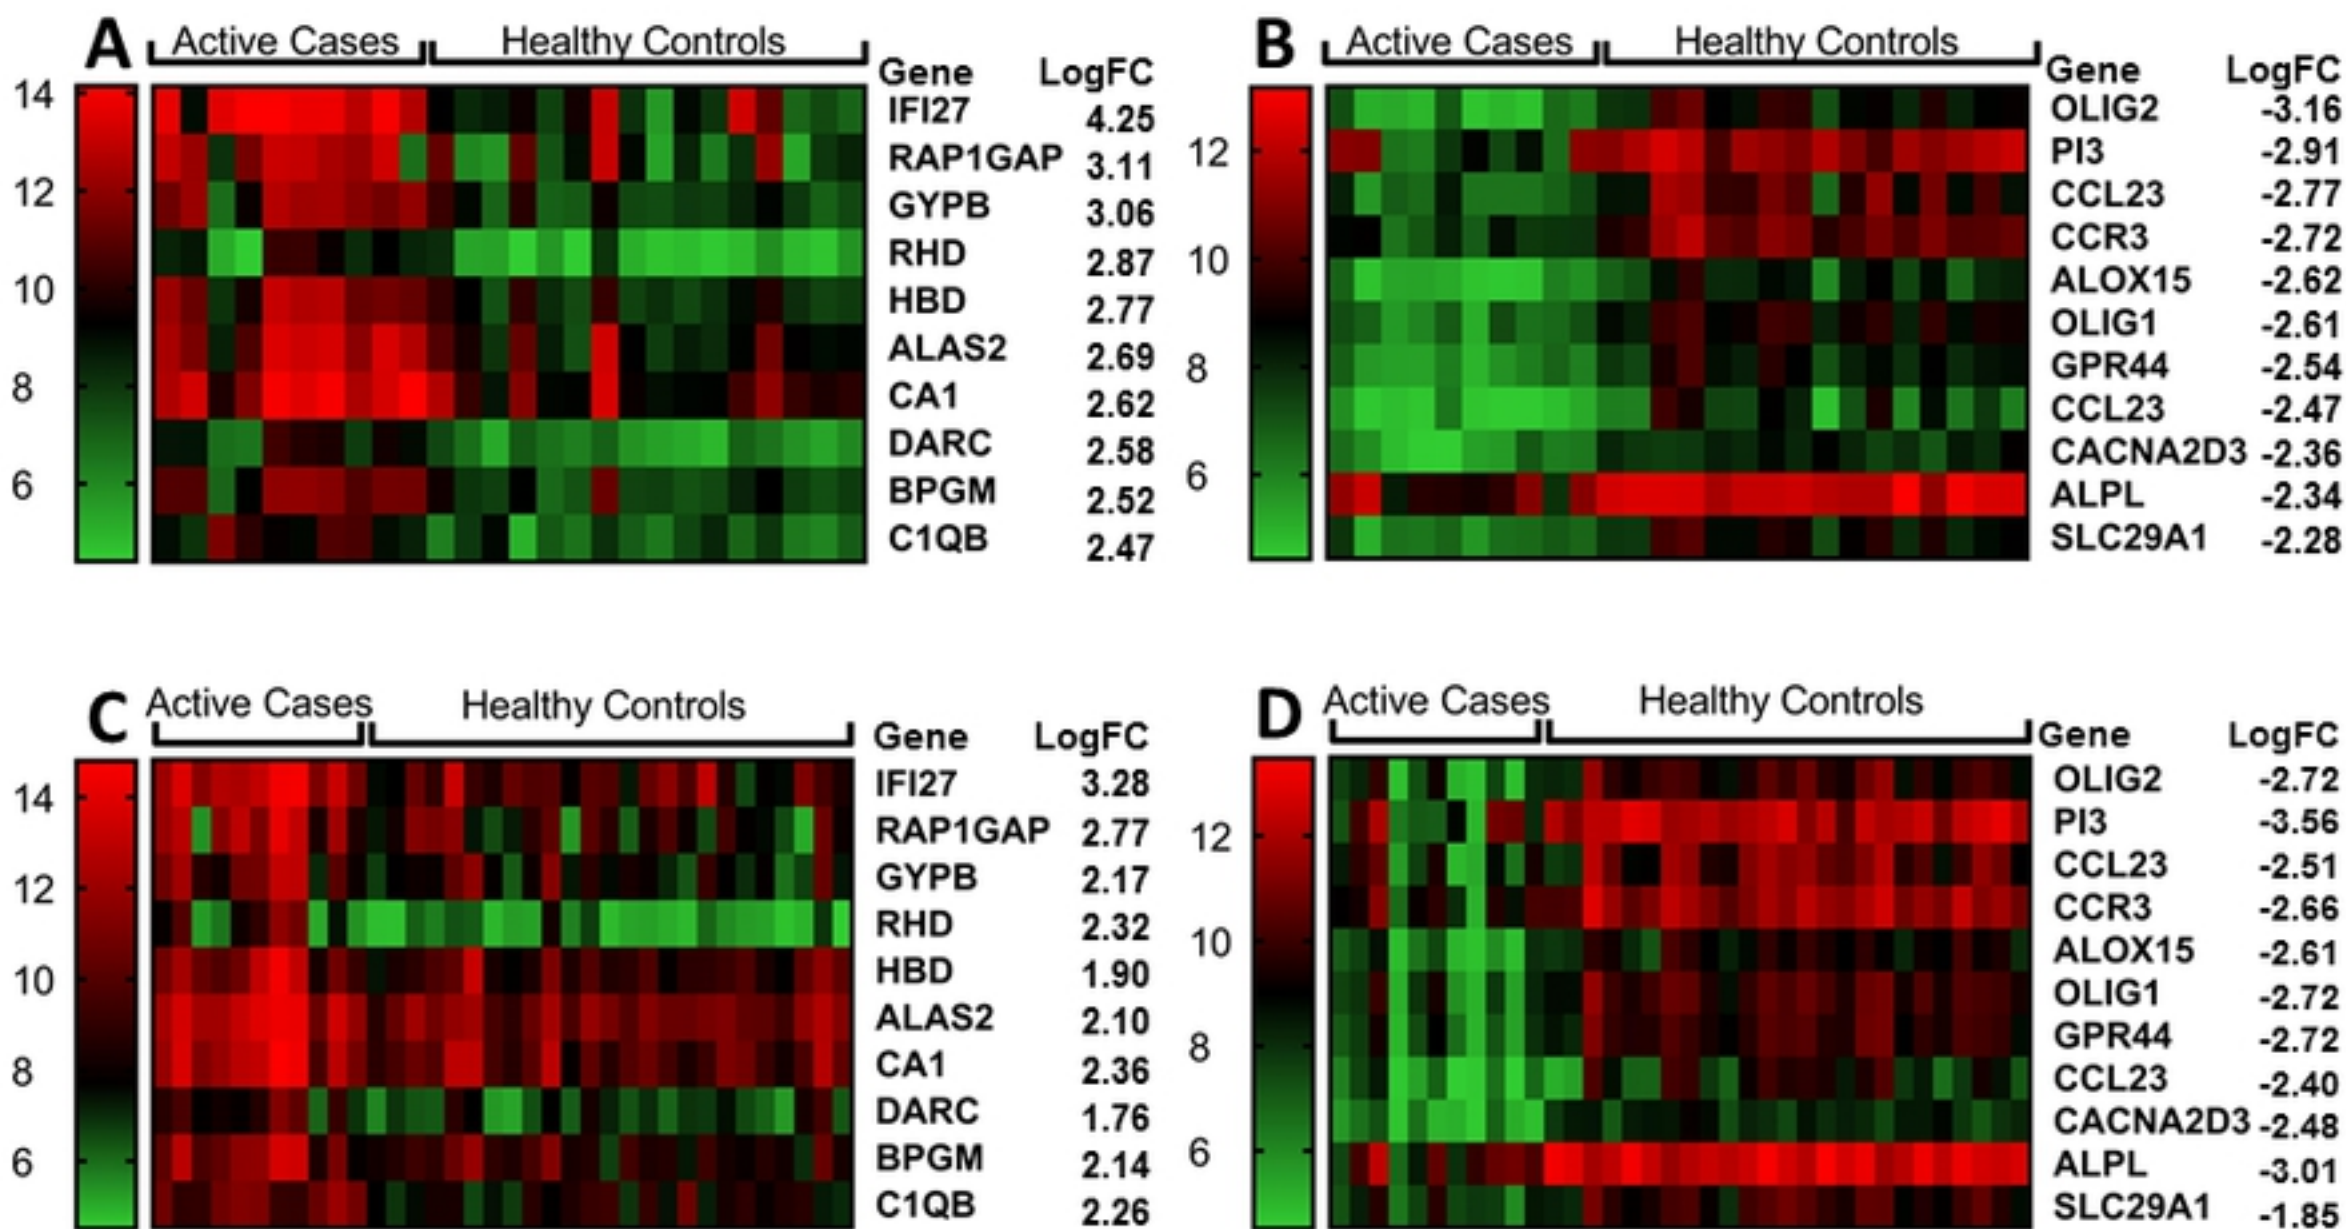 A
Active Cases
Healthy Controls
Gene LogFC
14
12
10
8
6
IFI27 4.25
RAP1GAP 3.11
GYPB 3.06
RHD 2.87
HBD 2.77
ALAS2 2.69
CA1 2.62
DARC 2.58
BPGM 2.52
C1QB 2.47
B
Active Cases
Healthy Controls
Gene LogFC
12
10
8
6
OLIG2 -3.16
PI3 -2.91
CCL23 -2.77
CCR3 -2.72
ALOX15 -2.62
OLIG1 -2.61
GPR44 -2.54
CCL23 -2.47
CACNA2D3 -2.36
ALPL -2.34
SLC29A1 -2.28
C
Active Cases
Healthy Controls
Gene LogFC
14
12
10
8
6
IFI27 3.28
RAP1GAP 2.77
GYPB 2.17
RHD 2.32
HBD 1.90
ALAS2 2.10
CA1 2.36
DARC 1.76
BPGM 2.14
C1QB 2.26
D
Active Cases
Healthy Controls
Gene LogFC
12
10
8
6
OLIG2 -2.72
PI3 -3.56
CCL23 -2.51
CCR3 -2.66
ALOX15 -2.61
OLIG1 -2.72
GPR44 -2.72
CCL23 -2.40
CACNA2D3 -2.48
ALPL -3.01
SLC29A1 -1.85